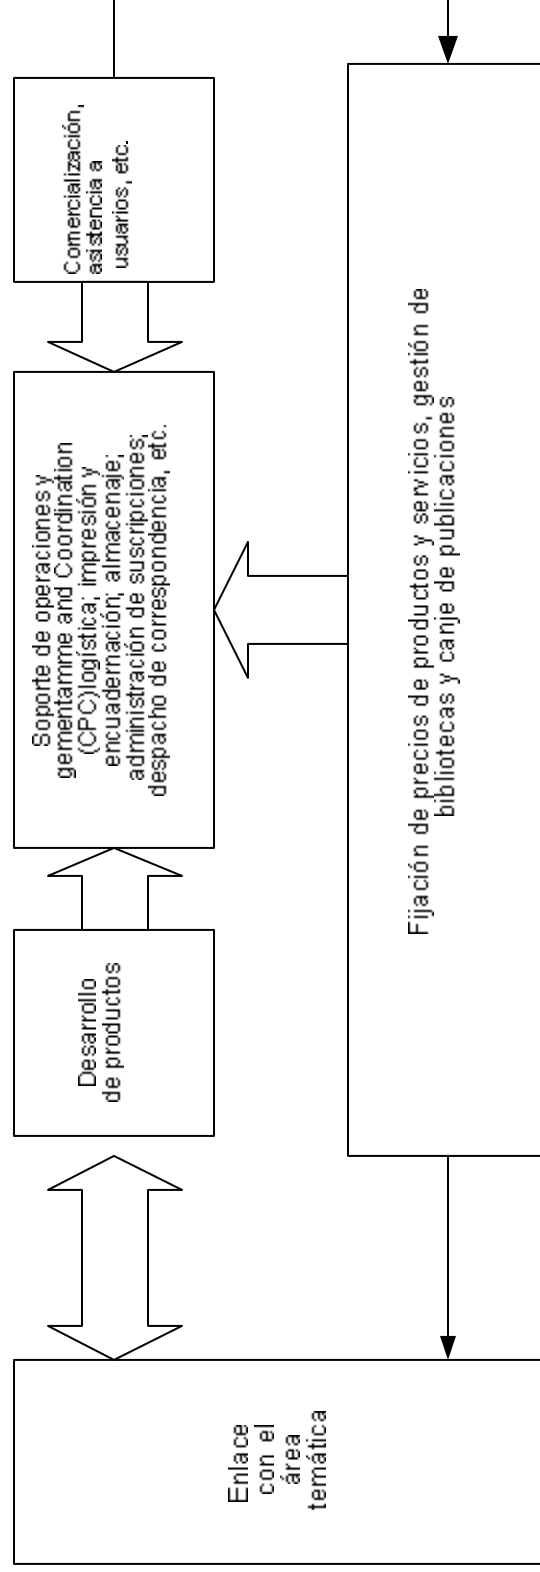 Comercialización,
asistencia a
usuarios, etc.
Soporte de operaciones y
gementamme and Coordination
(CPC)logística; impresión y
encuadernación; almacenaje;
administración de suscripciones;
despacho de correspondencia, etc.
Desarrollo
de productos
Enlace
con el
área
temática
Fijación de precios de productos y servicios, gestión de
bibliotecas y canje de publicaciones